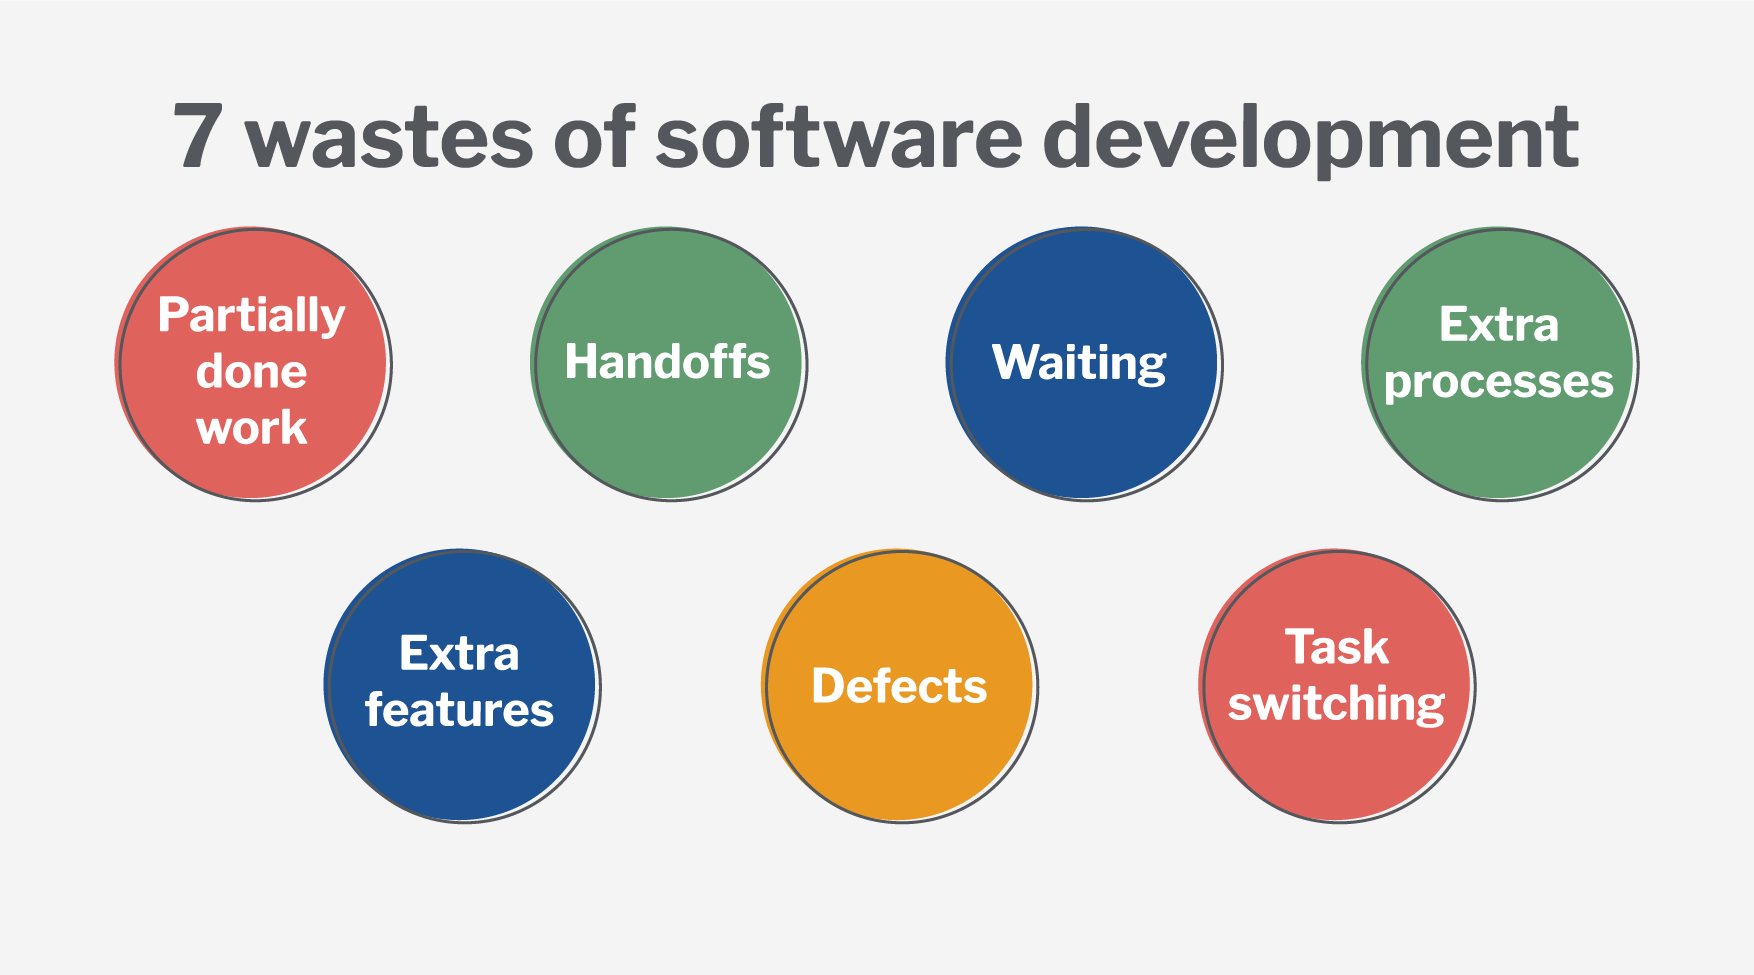 7 wastes of software development
Partially
done
work
Handoffs
Waiting
Extra
processes
Extra
features
Defects
Task
switching